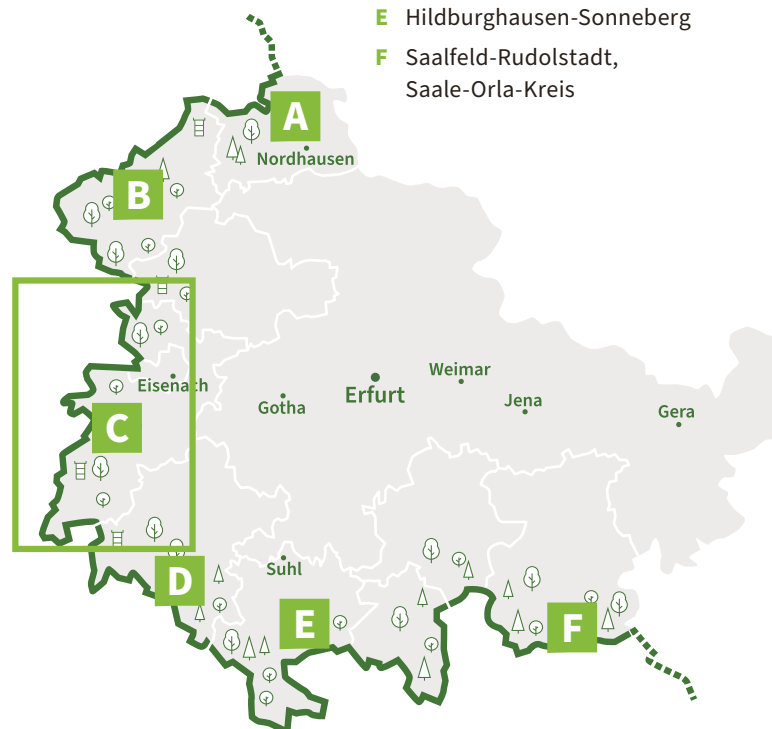 E Hildburghausen-Sonneberg
F Saalfeld-Rudolstadt,
Saale-Orla-Kreis
A
Nordhausen
B
Eisenach
Erfurt
Weimar
Gotha
Jena
Gera
C
Suhl
D
E
F